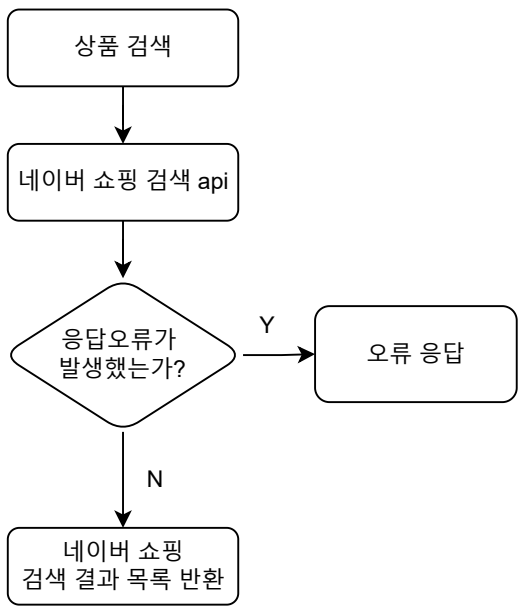 상품 검색
네이버 쇼핑 검색 api
응답오류가
발생했는가?
Y
오류 응답
N
네이버 쇼핑
검색 결과 목록 반환